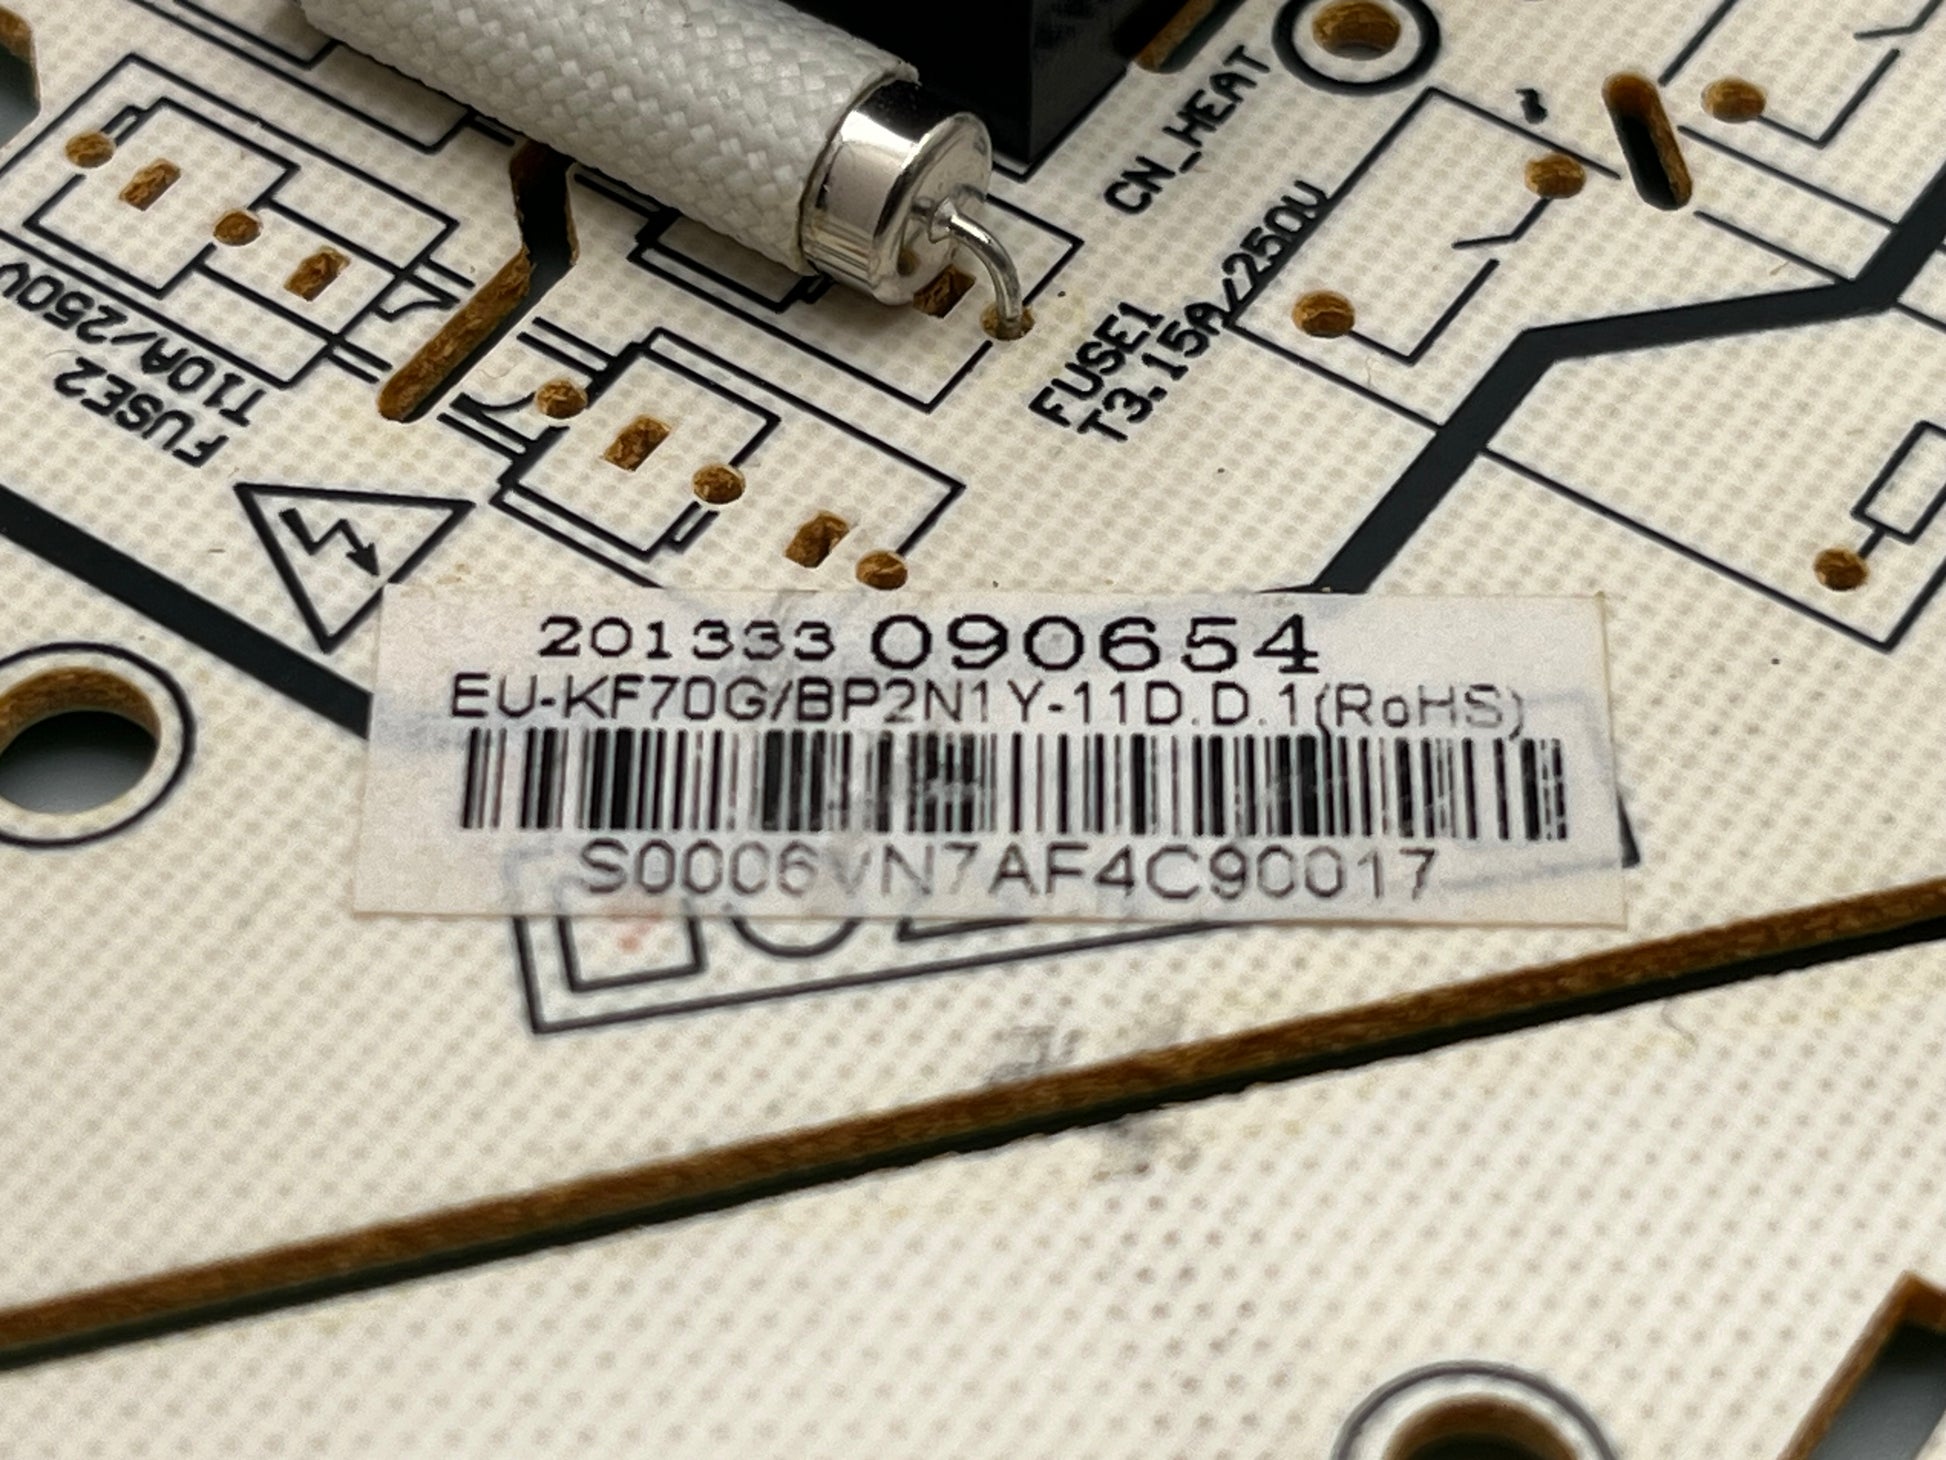 CN_HEAT
FUSE1
T3.15A/250V
FUSE2
T10A/250V
201333 090654
EU-KF70G/BP2N1Y-11D.D.1(RoHS)
S0006VN7AF4C90017